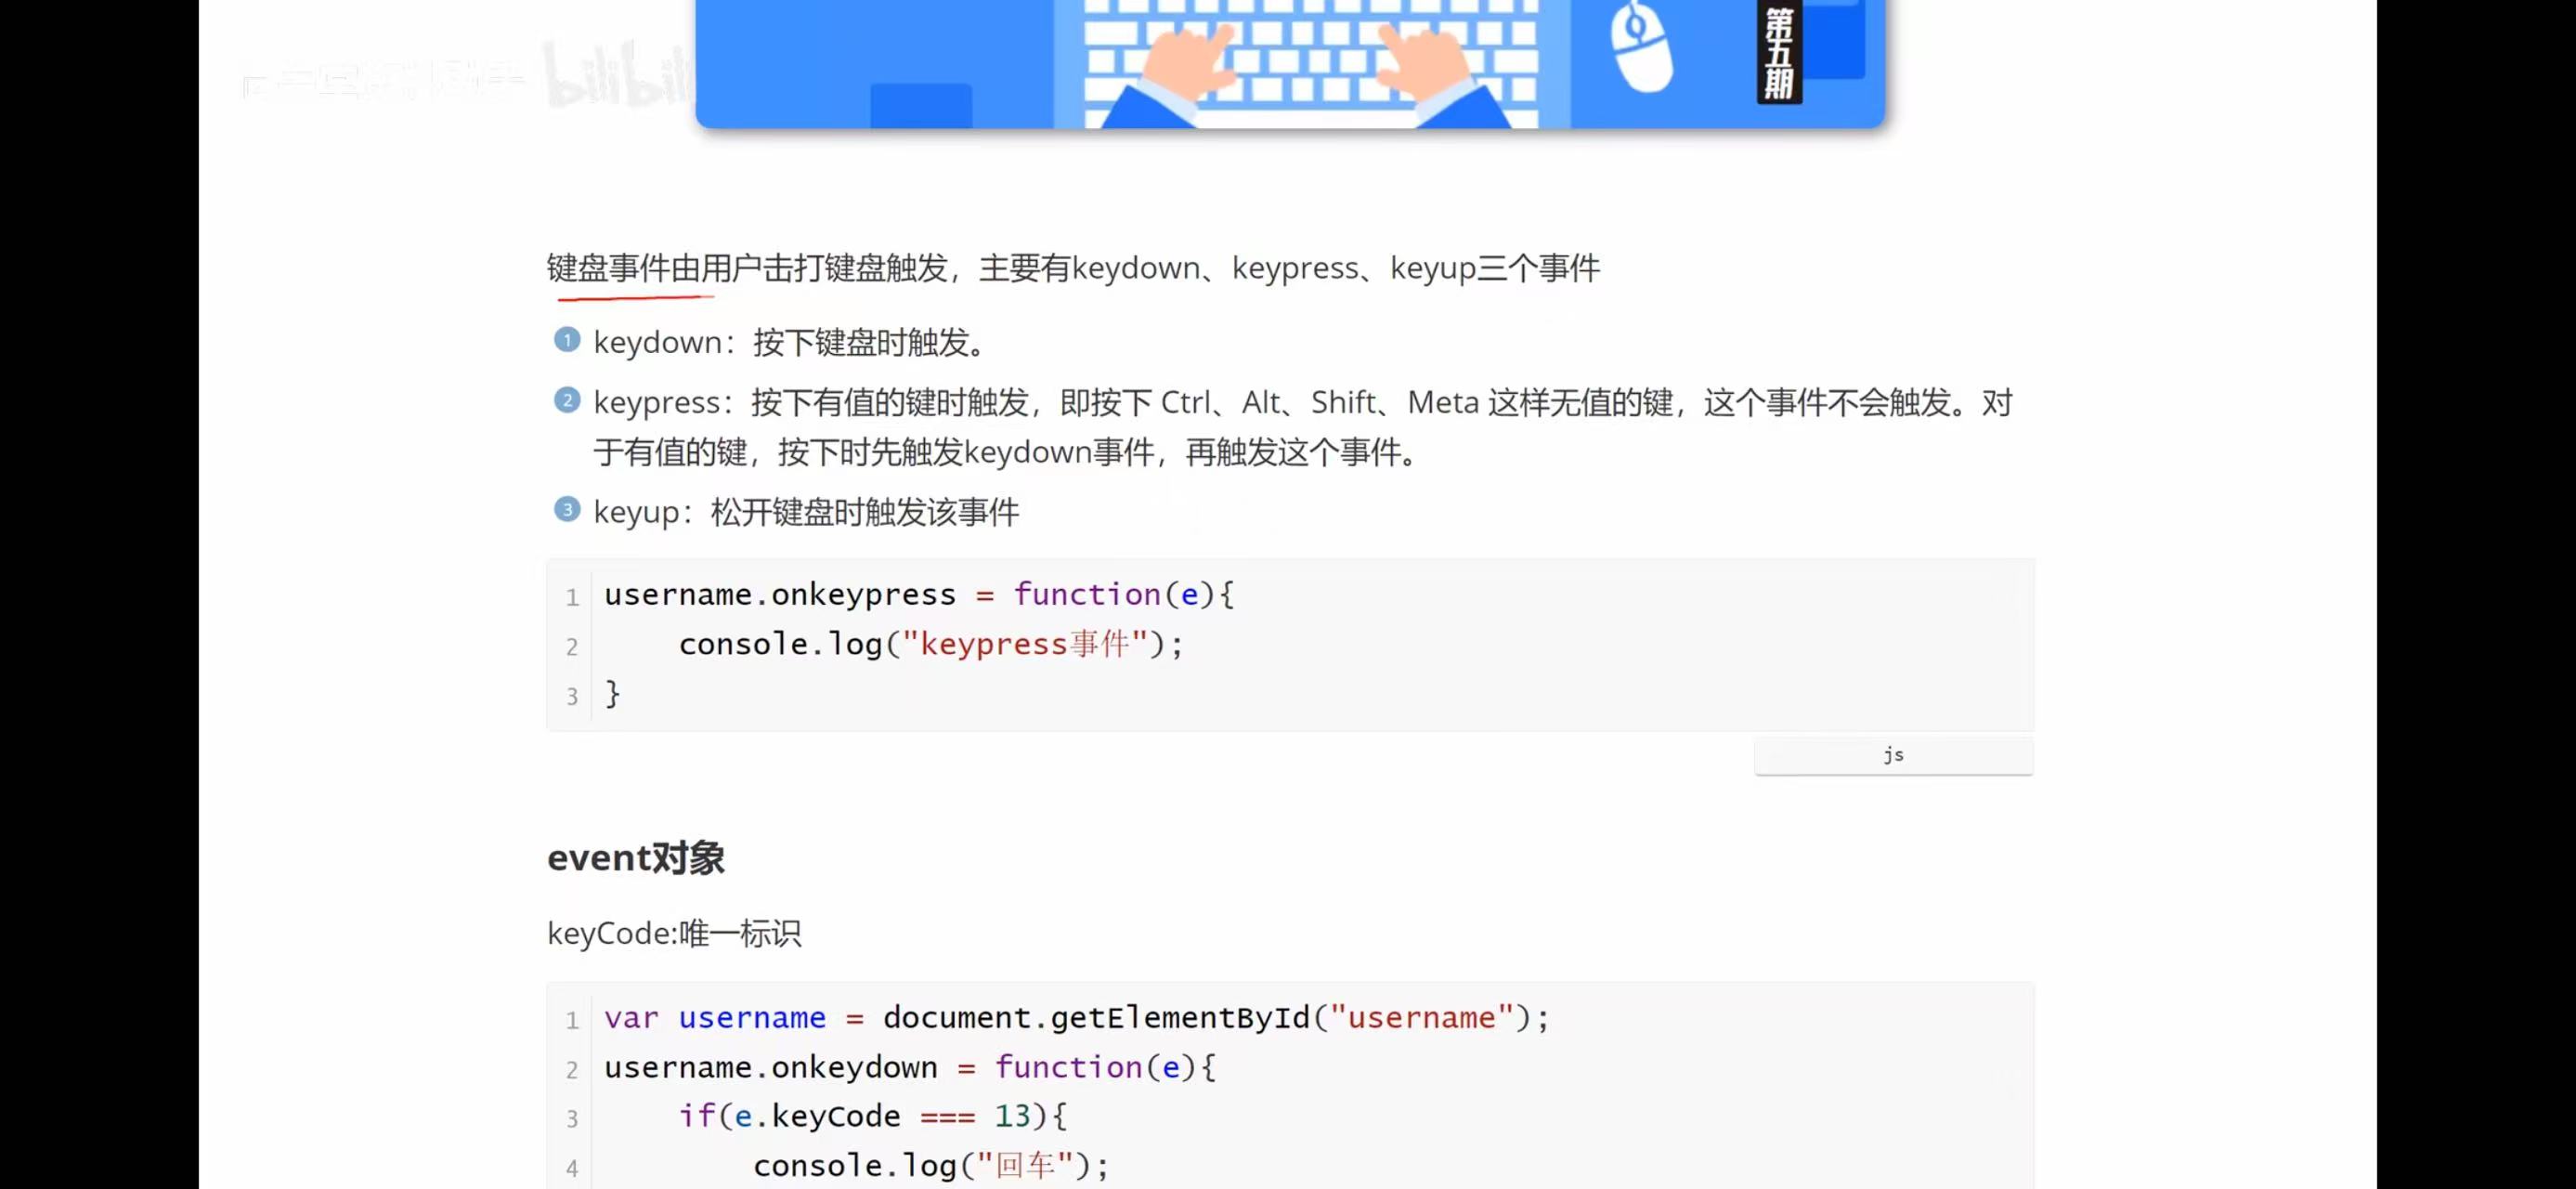 第五期
bilibili
键盘事件由用户击打键盘触发，主要有keydown、keypress、keyup三个事件
1 keydown：按下键盘时触发。
2 keypress：按下有值的键时触发，即按下 Ctrl、Alt、Shift、Meta 这样无值的键，这个事件不会触发。对
于有值的键，按下时先触发keydown事件，再触发这个事件。
3 keyup：松开键盘时触发该事件
1 username.onkeypress = function(e){
2 console.log("keypress事件");
3 }
js
event对象
keyCode:唯一标识
1 var username = document.getElementById("username");
2 username.onkeydown = function(e){
3 if(e.keyCode === 13){
4 console.log("回车");